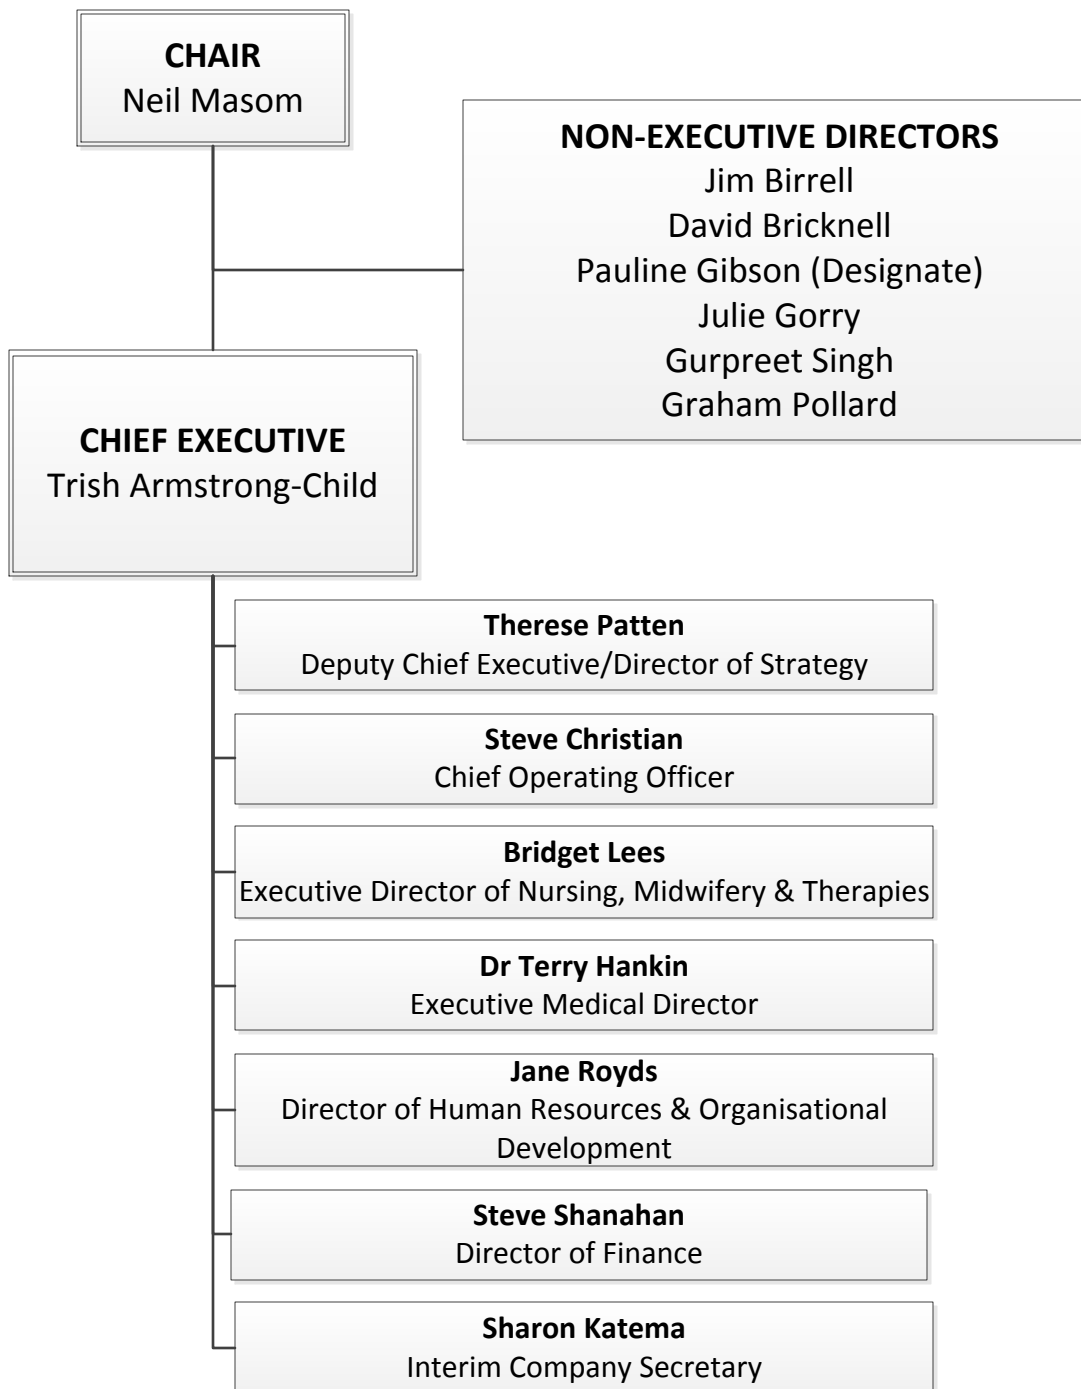 CHAIR
Neil Masom
NON-EXECUTIVE DIRECTORS
Jim Birrell
David Bricknell
Pauline Gibson (Designate)
Julie Gorry
Gurpreet Singh
Graham Pollard
CHIEF EXECUTIVE
Trish Armstrong-Child
Therese Patten
Deputy Chief Executive/Director of Strategy
Steve Christian
Chief Operating Officer
Bridget Lees
Executive Director of Nursing, Midwifery & Therapies
Dr Terry Hankin
Executive Medical Director
Jane Royds
Director of Human Resources & Organisational
Development
Steve Shanahan
Director of Finance
Sharon Katema
Interim Company Secretary